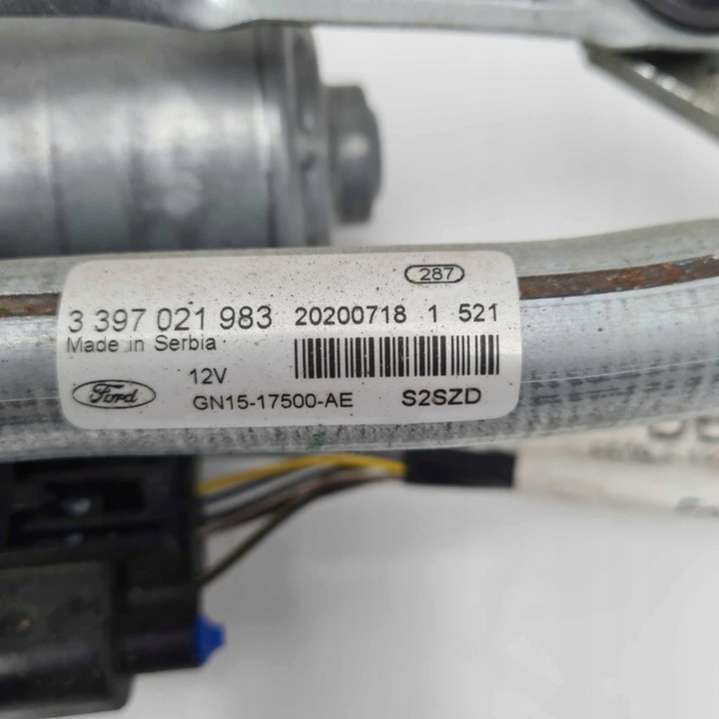 287
3 397 021 983 20200718 1 521
Made in Serbia
12V
Ford GN15-17500-AE S2SZD